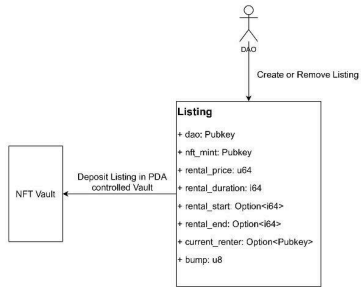 DAO
Create or Remove Listing
Listing
+ dao: Pubkey
+ nft_mint: Pubkey
+ rental_price: u64
+ rental_duration: i64
+ rental_start: Option<i64>
+ rental_end: Option<i64>
+ current_renter: Option<Pubkey>
+ bump: u8
Deposit Listing in PDA
controlled Vault
NFT Vault